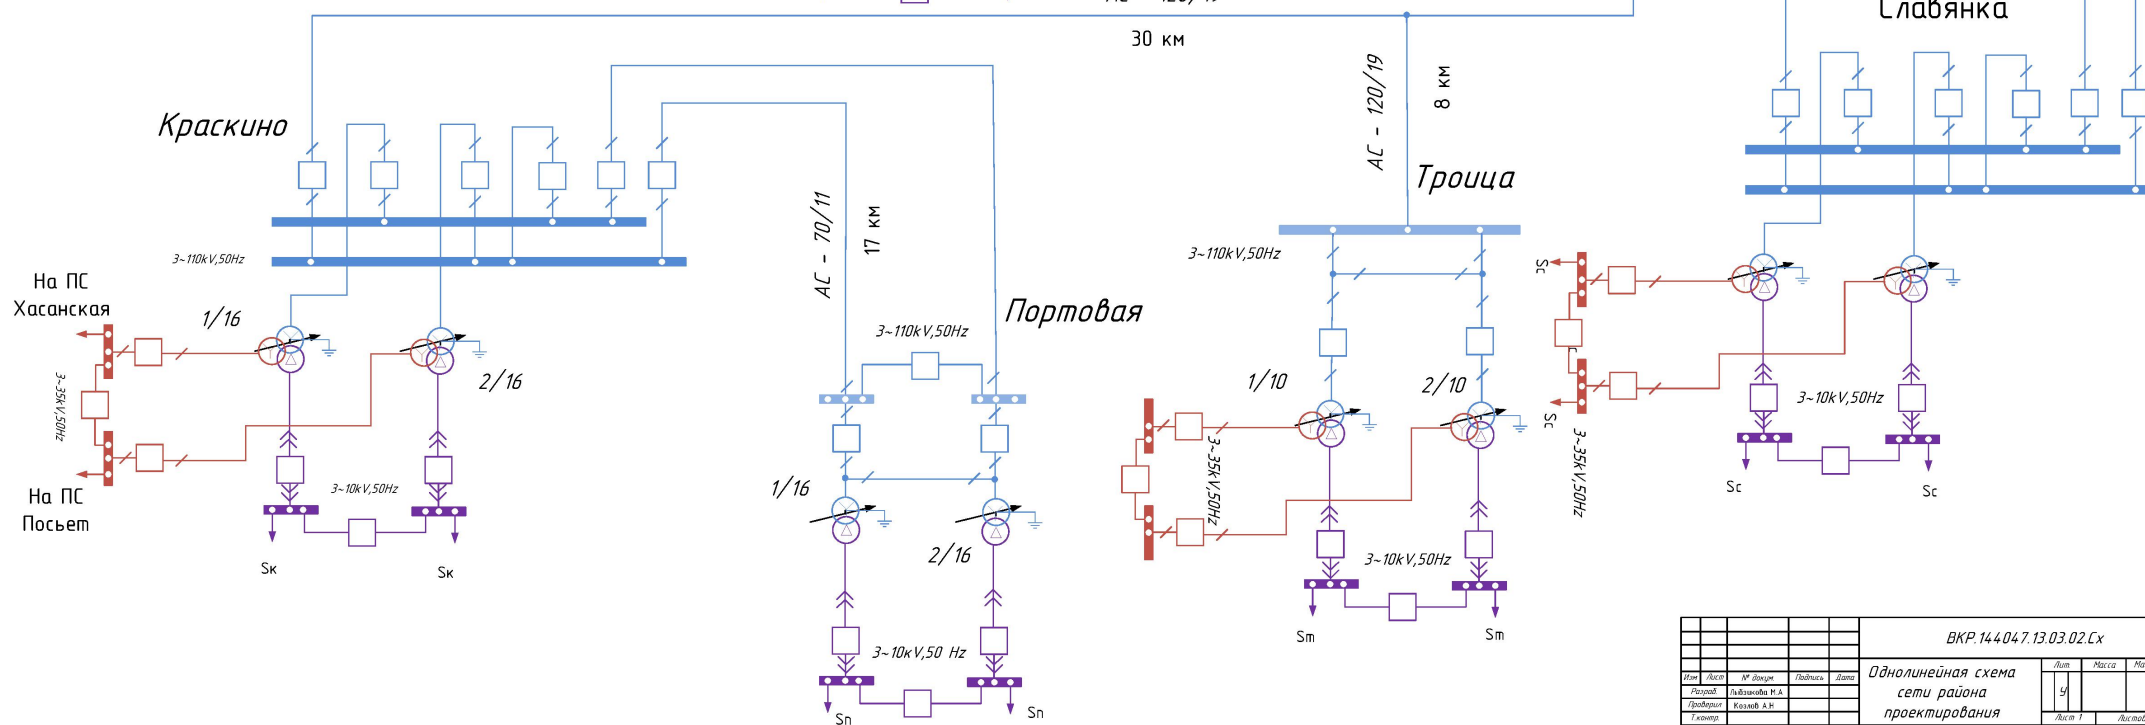 Славянка
30 км
АС - 120/19
8 км
Краскино
Троица
АС - 70/11
17 км
3~110kV,50Hz
3~110kV,50Hz
На ПС
Хасанская
1/16
2/16
3~35kV,50Hz
3~10kV,50Hz
На ПС
Посьет
Sк
Sк
Портовая
3~110kV,50Hz
1/16
2/16
3~10кV,50 Hz
Sп
Sп
1/10
2/10
3~35kV,50Hz
3~10kV,50Hz
Sт
Sт
Sc
Sc
3~35kV,50Hz
3~10kV,50Hz
Sc
Sc
ВКР.144047.13.03.02.Сх
Однолинейная схема
сети района
проектирования
Лит.
Масса
У
Лист 1
Изм
Лист
№ докум.
Подпись
Дата
Разраб.
Проверил
Козлов А.Н
Т.контр.